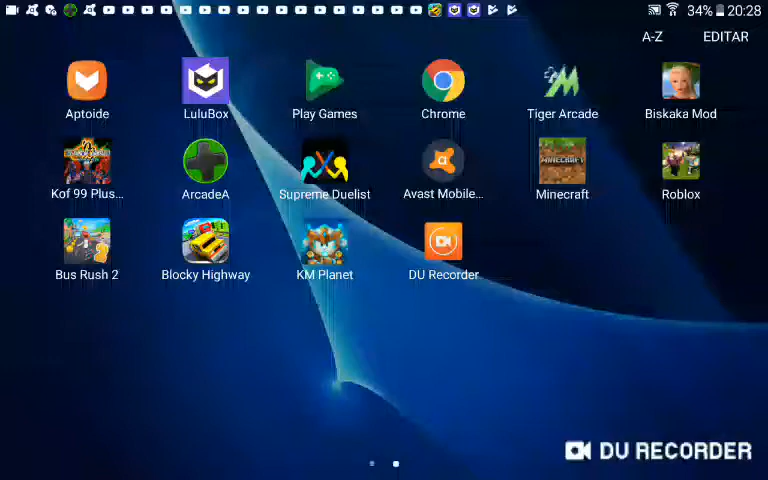 34% 20:28
A-Z EDITAR
Aptoide LuluBox Play Games Chrome Tiger Arcade Biskaka Mod
Kof 99 Plus... ArcadeA Supreme Duelist Avast Mobile... Minecraft Roblox
MINECRAFT
Bus Rush 2 Blocky Highway KM Planet DU Recorder
DU RECORDER